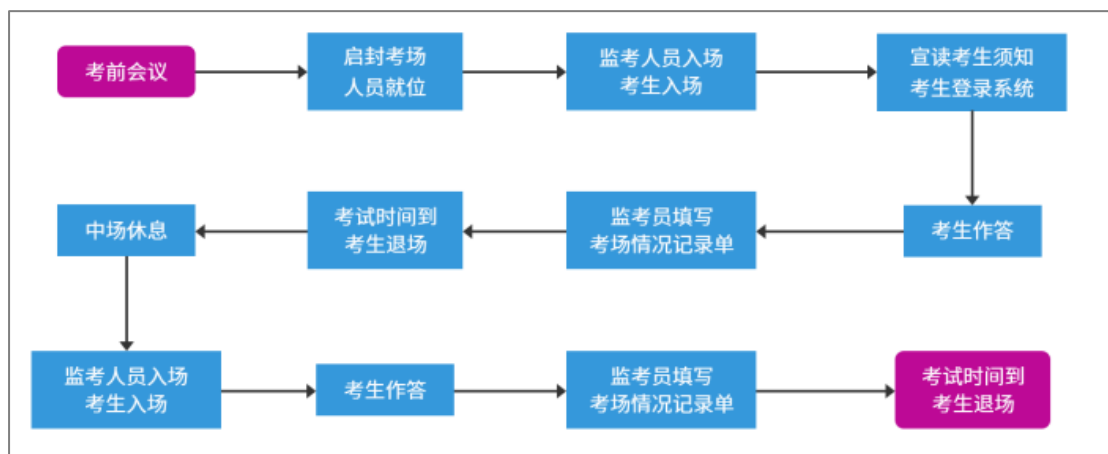 考前会议
启封考场
人员就位
监考人员入场
考生入场
宣读考生须知
考生登录系统
考生作答
监考员填写
考场情况记录单
考试时间到
考生退场
中场休息
监考人员入场
考生入场
考生作答
监考员填写
考场情况记录单
考试时间到
考生退场